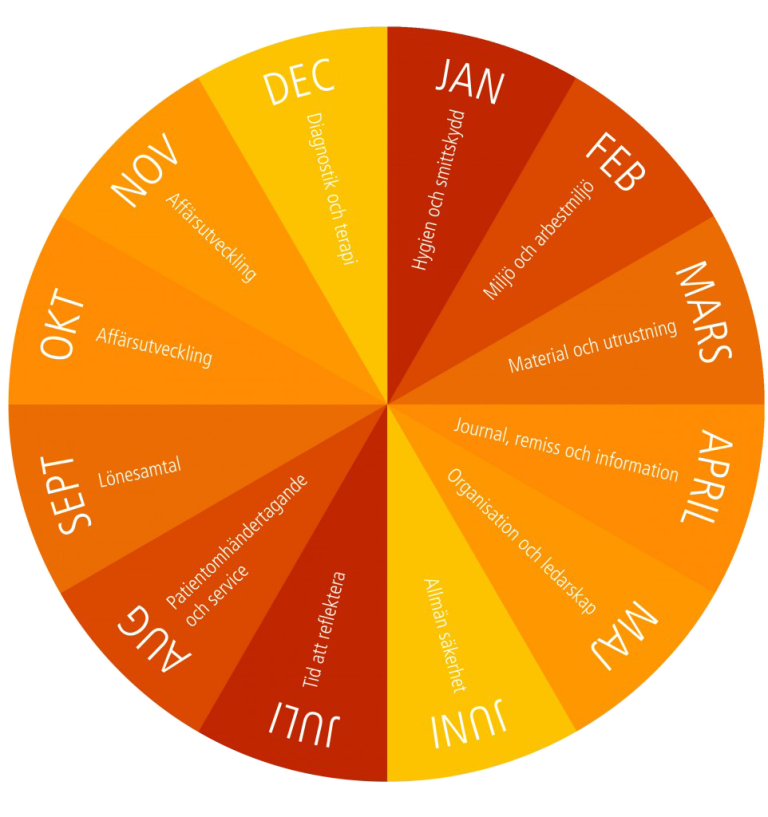 JAN
Hygien och smittskydd
FEB
Miljö och arbestmiljö
MARS
Material och utrustning
APRIL
Journal, remiss och information
MAJ
Organisation och ledarskap
JUNI
Allmän säkerhet
JULI
Tid att reflektera
AUG
Patientomhändertagande
och service
SEPT
Lönesamtal
OKT
Affärsutveckling
NOV
Affärsutveckling
DEC
Diagnostik och terapi